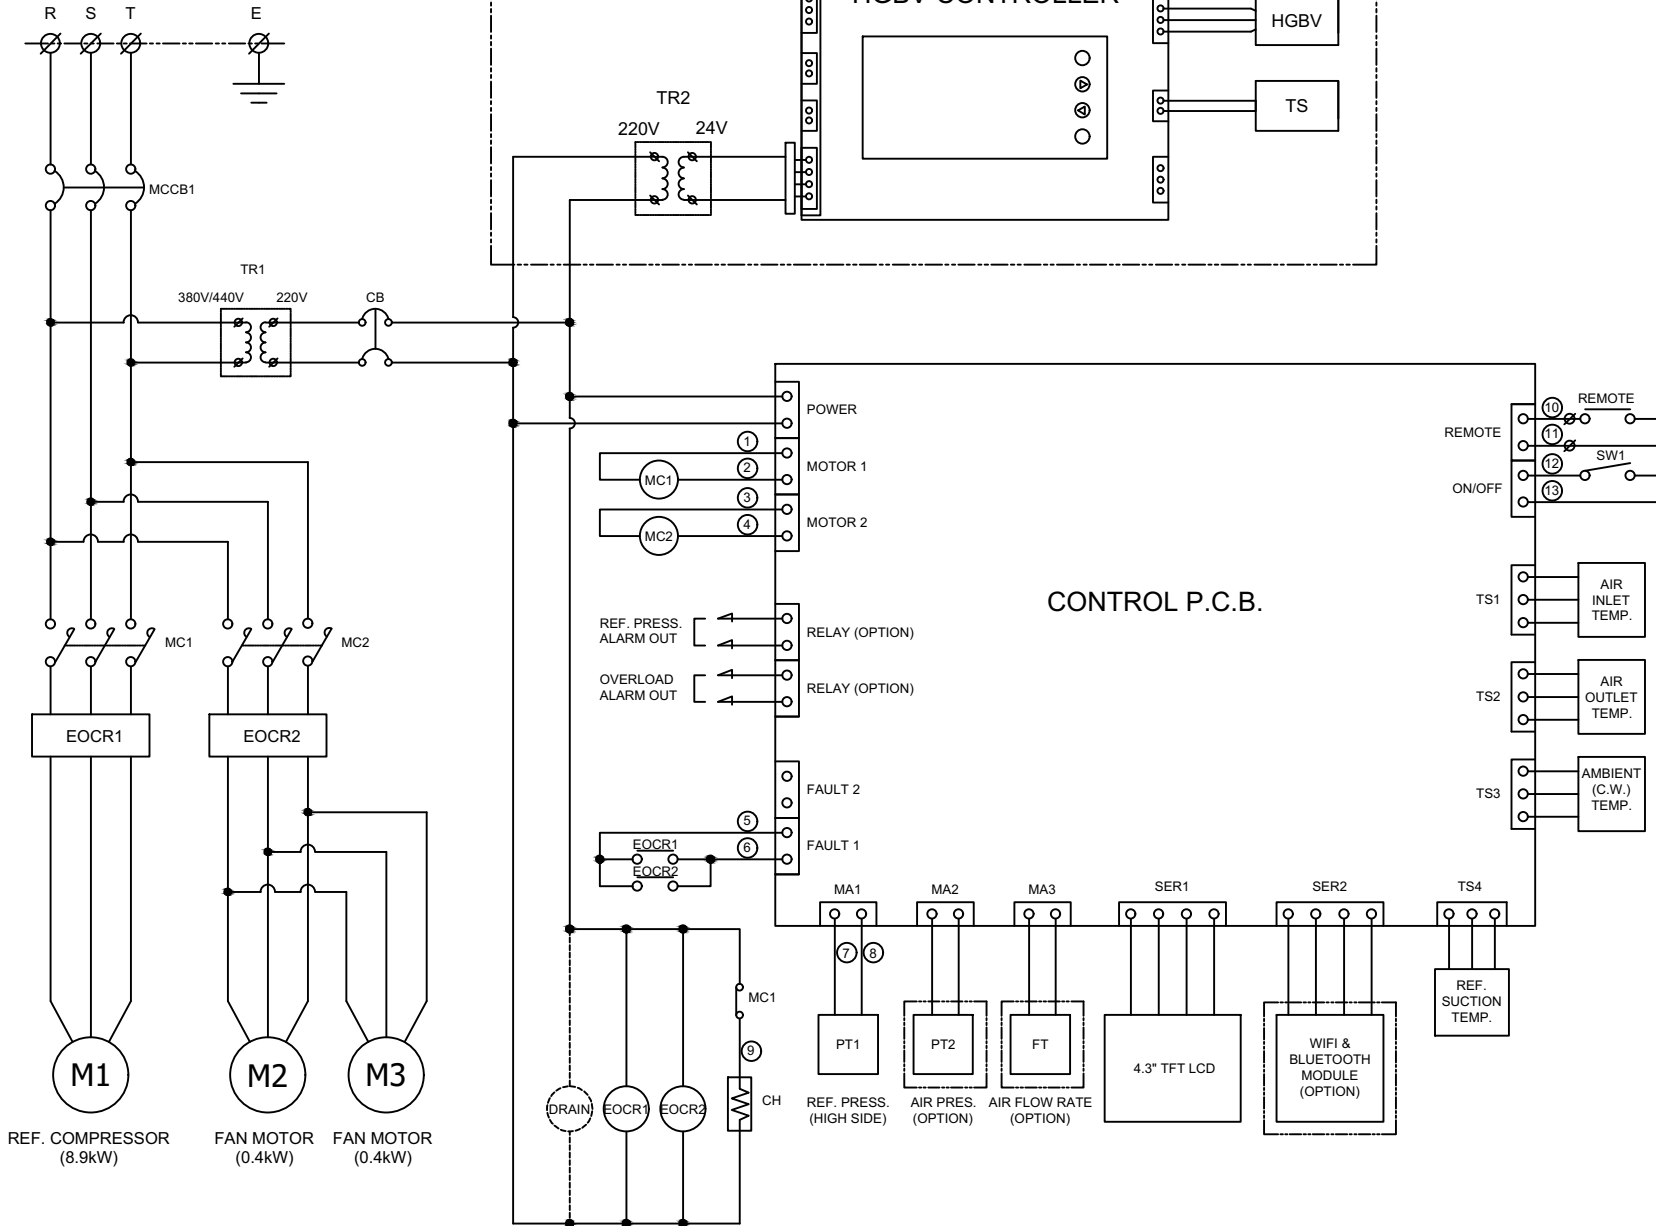 R S T E
HGBV CONTROLLER
HGBV
TS
TR2
220V 24V
MCCB1
TR1
380V/440V 220V
CB
POWER
1
2
MOTOR 1
MC1
3
4
MOTOR 2
MC2
REMOTE
10
REMOTE
11
SW1
12
ON/OFF
13
CONTROL P.C.B.
REF. PRESS.
ALARM OUT
RELAY (OPTION)
OVERLOAD
ALARM OUT
RELAY (OPTION)
TS1
AIR
INLET
TEMP.
TS2
AIR
OUTLET
TEMP.
TS3
AMBIENT
(C.W.)
TEMP.
MC1
MC2
EOCR1
EOCR2
FAULT 2
5
6
FAULT 1
EOCR1
EOCR2
MA1
MA2
MA3
SER1
SER2
TS4
7 8
PT1
REF. PRESS.
(HIGH SIDE)
PT2
AIR PRES.
(OPTION)
FT
AIR FLOW RATE
(OPTION)
4.3" TFT LCD
WIFI &
BLUETOOTH
MODULE
(OPTION)
REF.
SUCTION
TEMP.
MC1
9
CH
DRAIN
EOCR1
EOCR2
M1
REF. COMPRESSOR
(8.9kW)
M2
FAN MOTOR
(0.4kW)
M3
FAN MOTOR
(0.4kW)